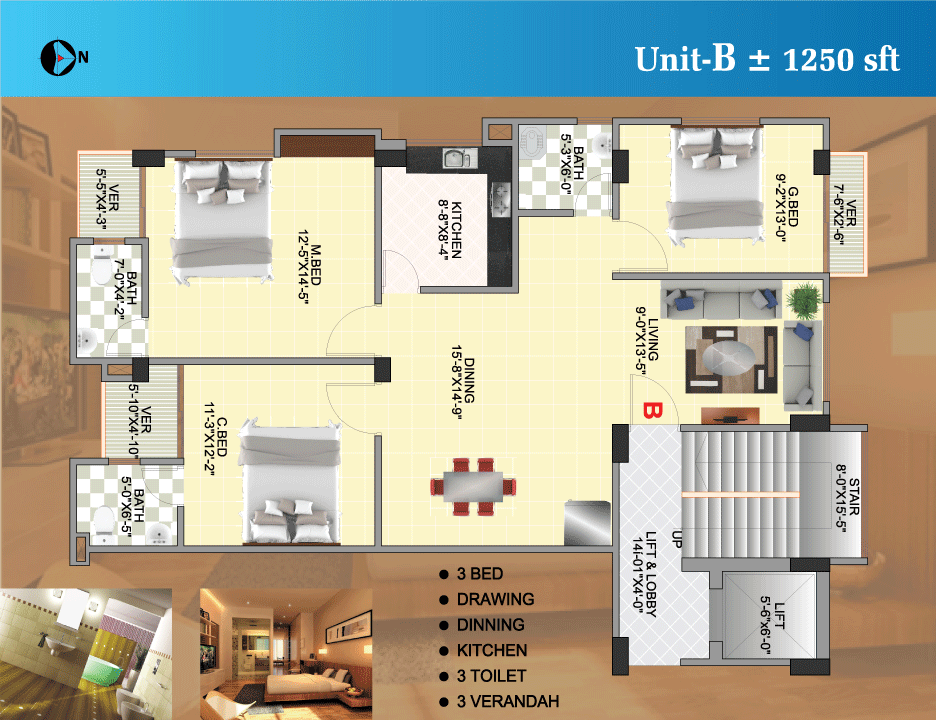 N
Unit-B ± 1250 sft
VER
5'-5"X4'-3"
BATH
7'-0"X4'-2"
M.BED
12'-5"X14'-5"
KITCHEN
8'-8"X8'-4"
BATH
5'-3"X6'-0"
G.BED
9'-2"X13'-0"
VER
7'-6"X2'-6"
LIVING
9'-0"X13'-5"
DINING
15'-8"X14'-9"
B
VER
5'-10"X4'-10"
C.BED
11'-3"X12'-2"
BATH
5'-0"X6'-5"
STAIR
8'-0"X15'-5"
UP
LIFT & LOBBY
14í-01"X4'-0"
LIFT
5'-6"x6'-0"
● 3 BED
● DRAWING
● DINNING
● KITCHEN
● 3 TOILET
● 3 VERANDAH